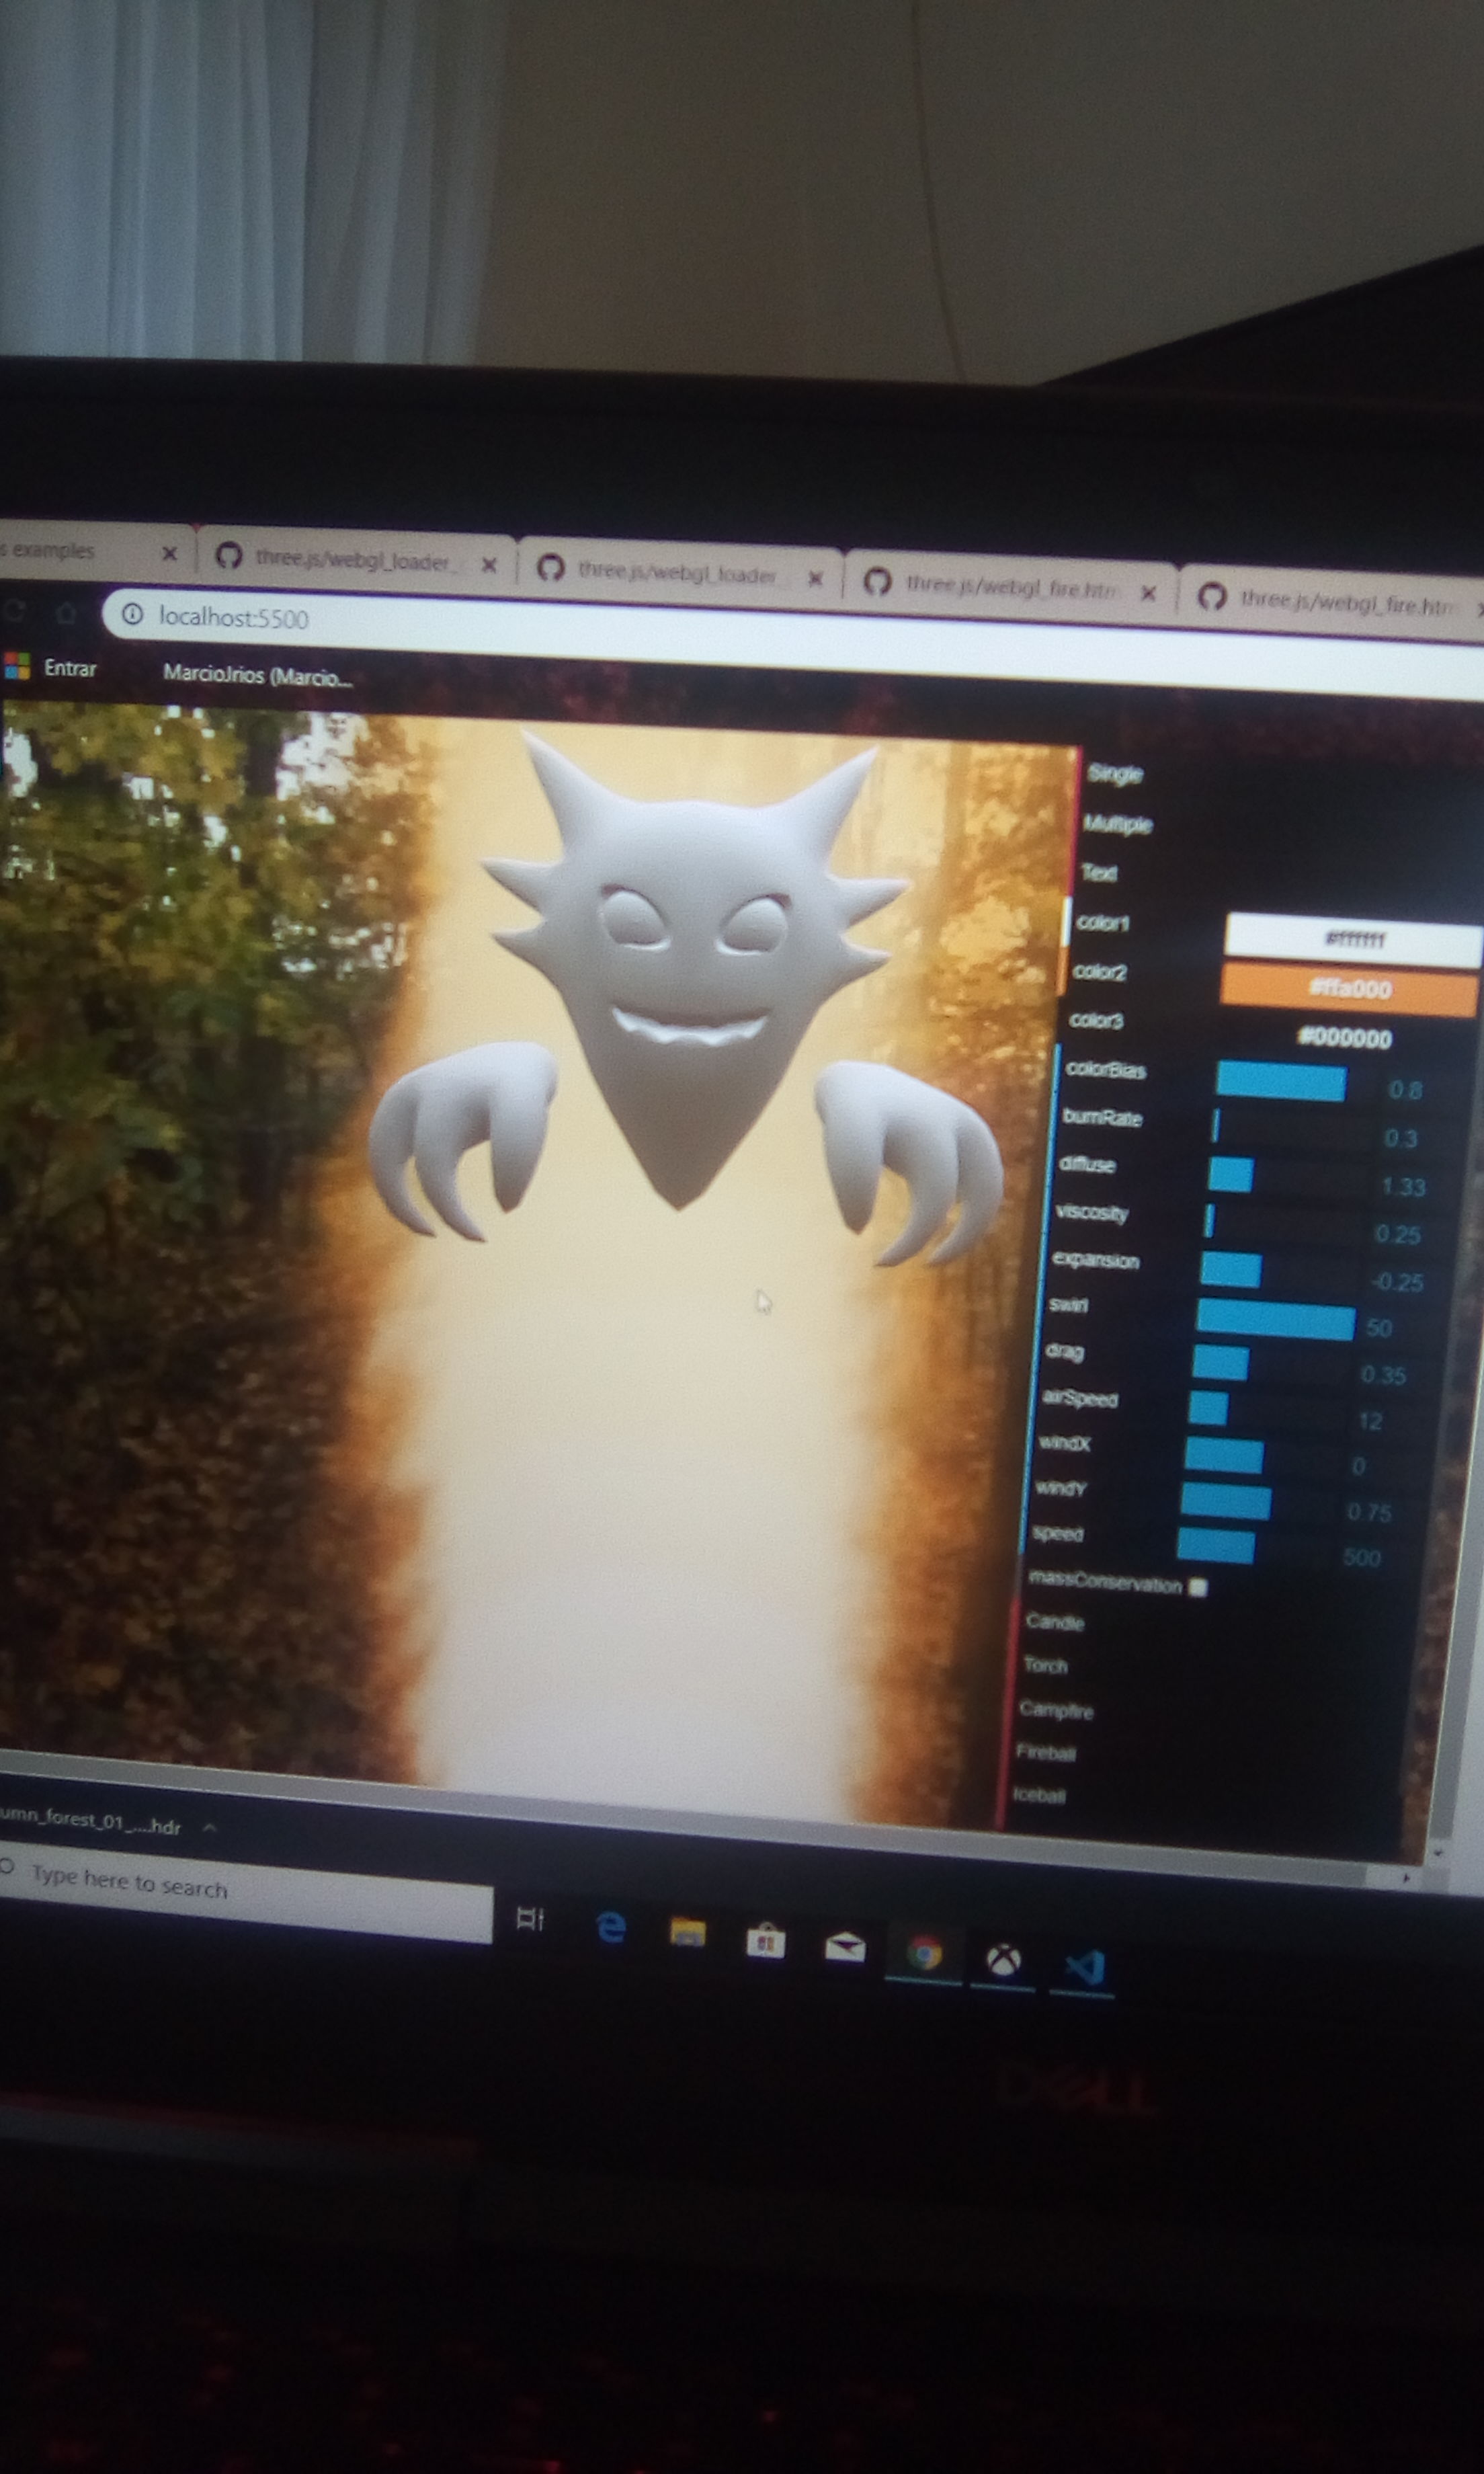 s examples
three.js/webgl_loader_
three.js/webgl_loader_
three.js/webgl_fire.htm
three.js/webgl_fire.htm
localhost:5500
Entrar
MarcioJrios (Marcio...
Single
Multiple
Text
color1 #ffffff
color2 #ffa000
color3 #000000
colorBias 0.8
burnRate 0.3
diffuse 1.33
viscosity 0.25
expansion -0.25
swirl 50
drag 0.35
airSpeed 12
windX 0
windY 0.75
speed 500
massConservation
Candle
Torch
Campfire
Fireball
Iceball
umn_forest_01_....hdr
Type here to search
DELL